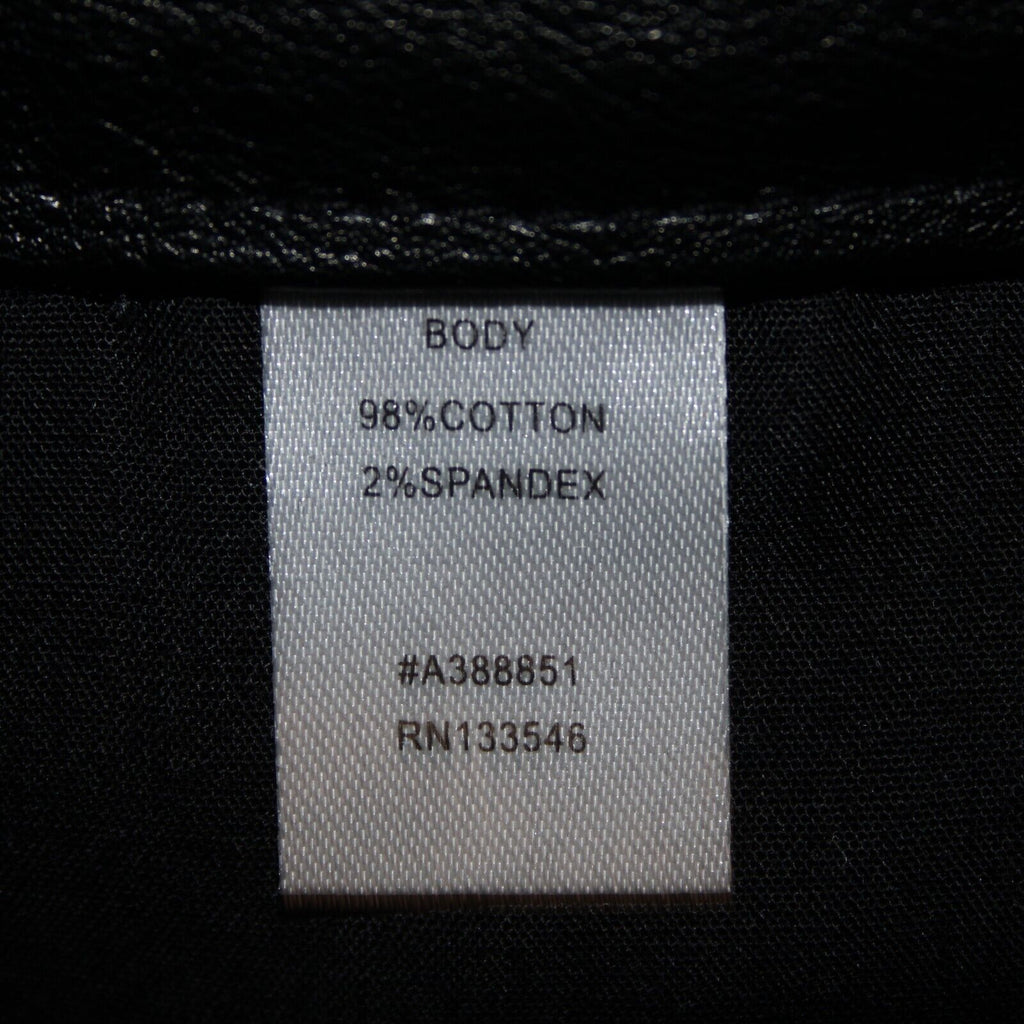 BODY
98%COTTON
2%SPANDEX
#A388851
RN133546